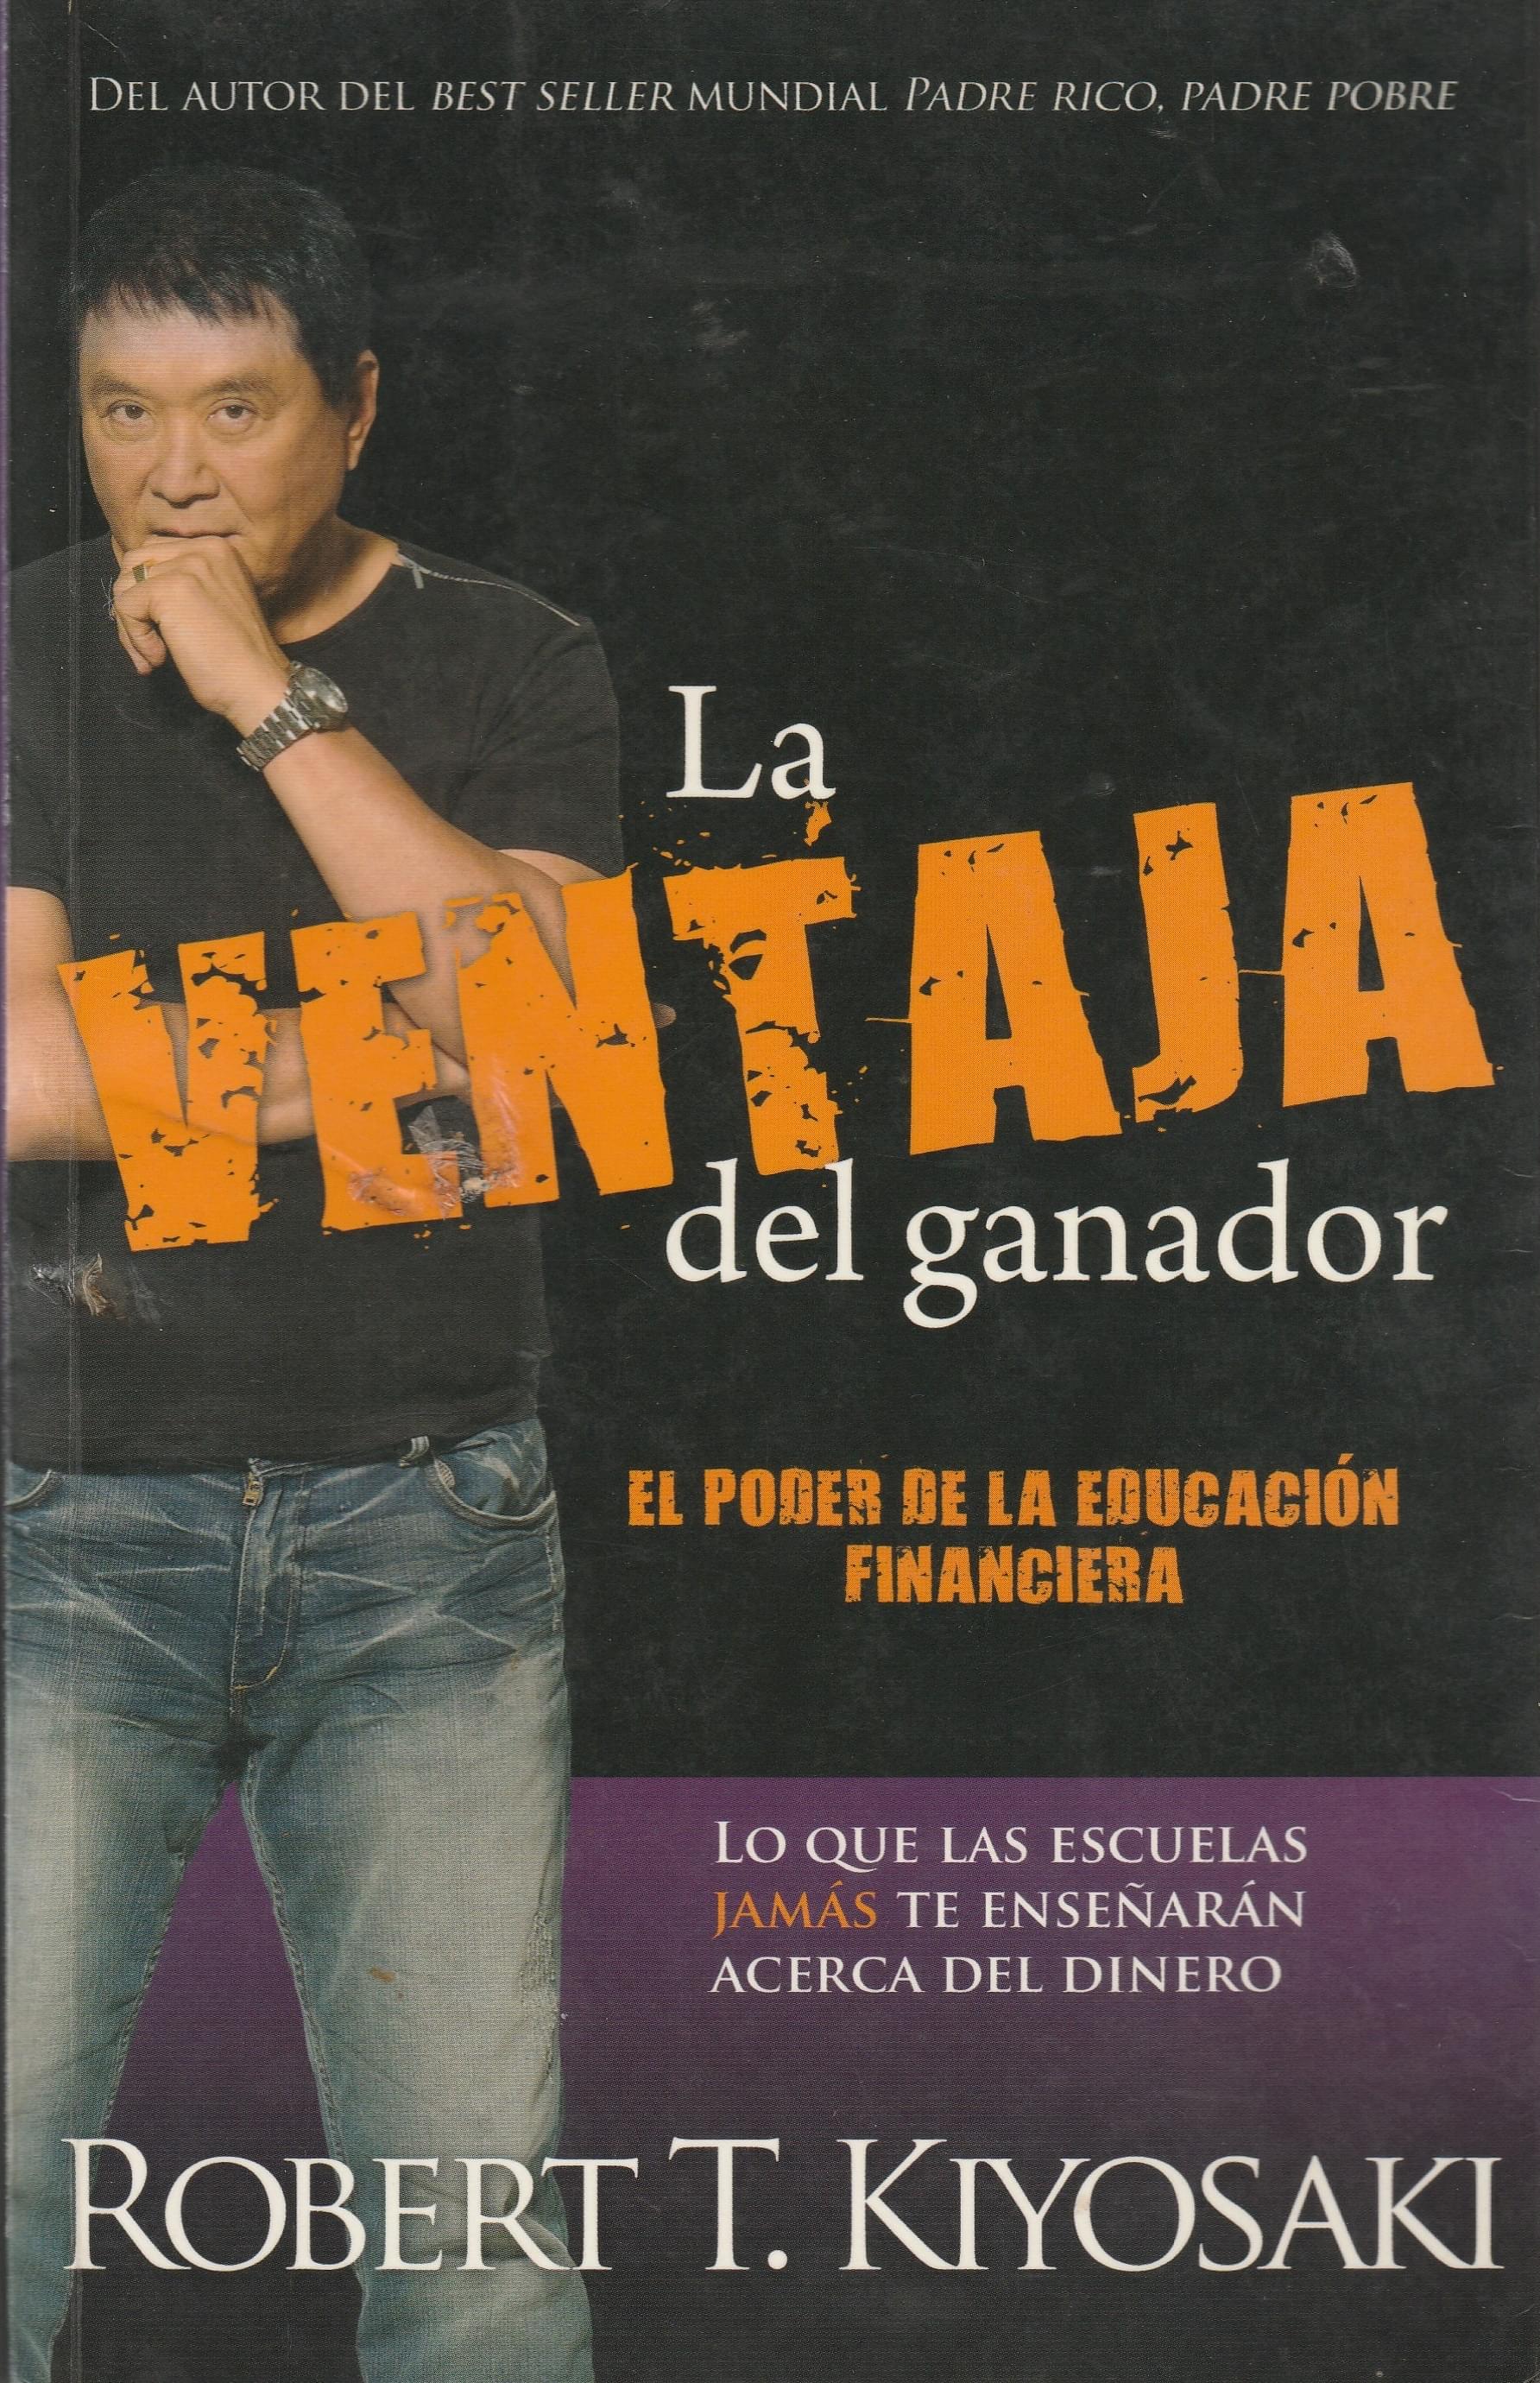 DEL AUTOR DEL BEST SELLER MUNDIAL PADRE RICO, PADRE POBRE
La
VENTAJA
del ganador
EL PODER DE LA EDUCACIÓN
FINANCIERA
LO QUE LAS ESCUELAS
JAMÁS TE ENSEÑARÁN
ACERCA DEL DINERO
ROBERT T. KIYOSAKI